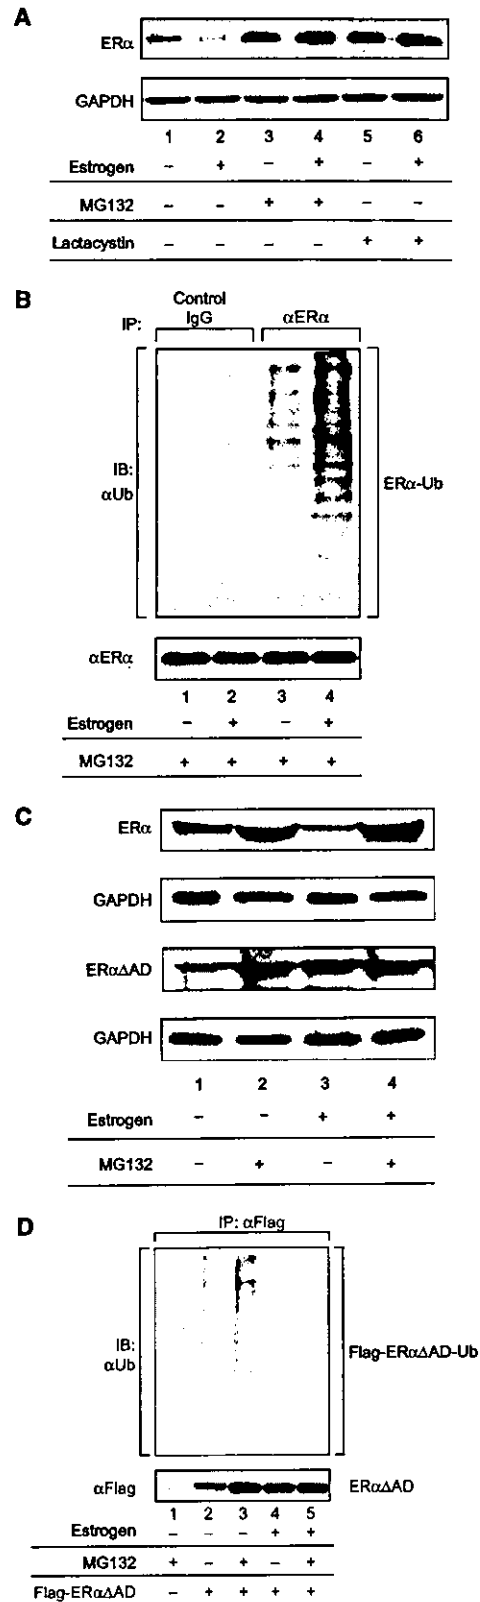 A
ERα
GAPDH
1 2 3 4 5 6
Estrogen – + – + – +
MG132 – – + + – –
Lactacystin – – – – + +
B
Control
IP: IgG αERα
IB:
αUb
ERα-Ub
αERα
1 2 3 4
Estrogen – + – +
MG132 + + + +
C
ERα
GAPDH
ERαΔAD
GAPDH
1 2 3 4
Estrogen – – + +
MG132 – + – +
D
IP: αFlag
IB:
αUb
Flag-ERαΔAD-Ub
αFlag ERαΔAD
1 2 3 4 5
Estrogen – – – + +
MG132 + – + – +
Flag-ERαΔAD – + + + +